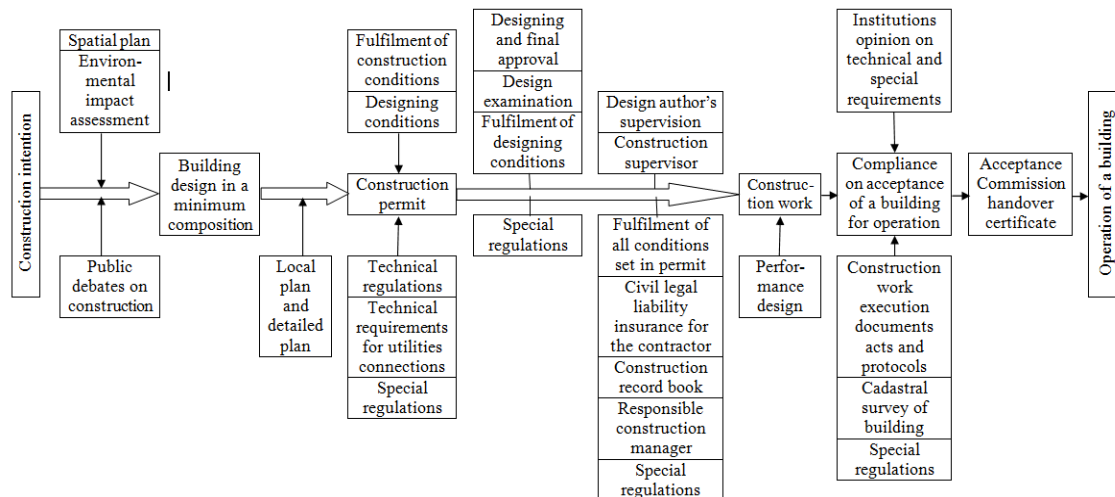 Construction intention
Spatial plan
Environ-
mental
impact
assessment
Public
debates on
construction
Building
design in a
minimum
composition
Local
plan and
detailed
plan
Fulfilment of
construction
conditions
Designing
conditions
Construction
permit
Technical
regulations
Technical
requirements
for utilities
connections
Special
regulations
Designing
and final
approval
Design
examination
Fulfilment of
designing
conditions
Special
regulations
Design author's
supervision
Construction
supervisor
Fulfilment of
all conditions
set in permit
Civil legal
liability
insurance for
the contractor
Construction
record book
Responsible
construction
manager
Special
regulations
Construc-
tion work
Perfor-
mance
design
Institutions
opinion on
technical and
special
requirements
Compliance
on acceptance
of a building
for operation
Construction
work
execution
documents
acts and
protocols
Cadastral
survey of
building
Special
regulations
Acceptance
Commission
handover
certificate
Operation of a building